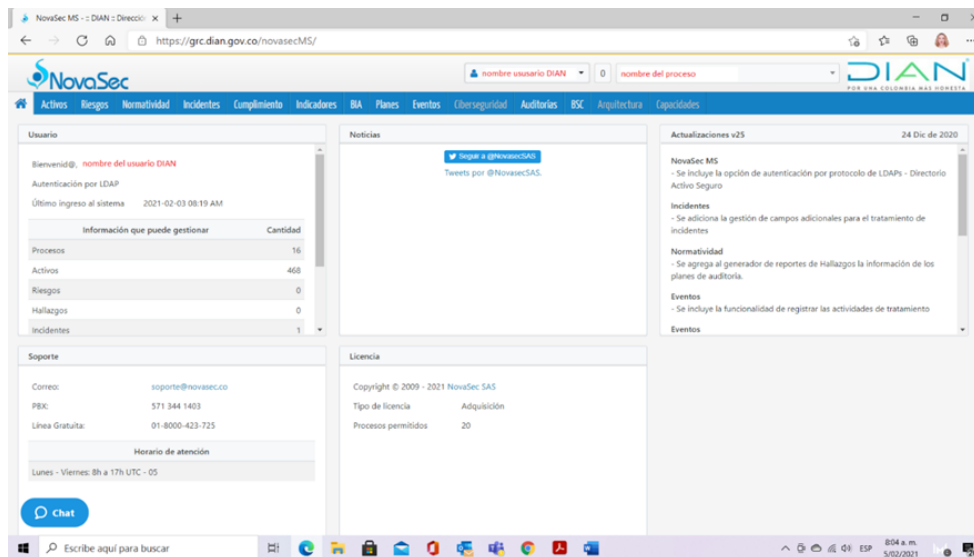 NovaSec MS - :: DIAN :: Direcció
https://grc.dian.gov.co/novasecMS/
NovaSec
nombre ususario DIAN
0
nombre del proceso
DIAN
POR UNA COLOMBIA MÁS HONESTA
Activos Riesgos Normatividad Incidentes Cumplimiento Indicadores BIA Planes Eventos Ciberseguridad Auditorias BSC Arquitectura Capacidades
Usuario
Bienvenid@, nombre del usuario DIAN
Autenticación por LDAP
Último ingreso al sistema 2021-02-03 08:19 AM
Información que puede gestionar Cantidad
Procesos 16
Activos 468
Riesgos 0
Hallazgos 0
Incidentes 1
Noticias
Seguir a @NovasecSAS
Tweets por @NovasecSAS.
Actualizaciones v25 24 Dic de 2020
NovaSec MS
- Se incluye la opción de autenticación por protocolo de LDAPs - Directorio
Activo Seguro
Incidentes
- Se adiciona la gestión de campos adicionales para el tratamiento de
incidentes
Normatividad
- Se agrega al generador de reportes de Hallazgos la información de los
planes de auditoria.
Eventos
- Se incluye la funcionalidad de registrar las actividades de tratamiento
Eventos
Soporte
Correo: soporte@novasec.co
PBX: 571 344 1403
Línea Gratuita: 01-8000-423-725
Horario de atención
Lunes - Viernes: 8h a 17h UTC - 05
Licencia
Copyright © 2009 - 2021 NovaSec SAS
Tipo de licencia Adquisición
Procesos permitidos 20
Chat
Escribe aquí para buscar
ESP
8:04 a. m.
5/02/2021